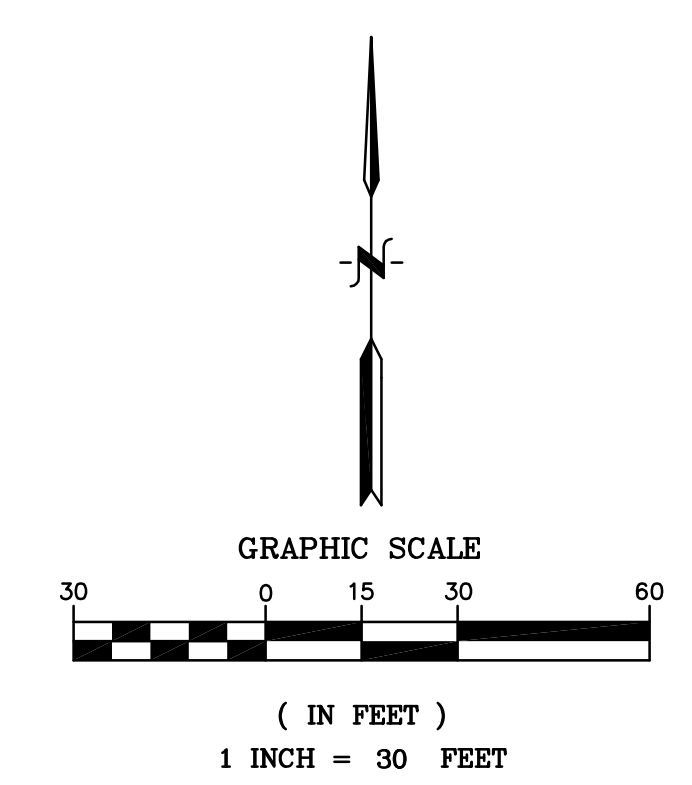 N
GRAPHIC SCALE
30 0 15 30 60
( IN FEET )
1 INCH = 30 FEET